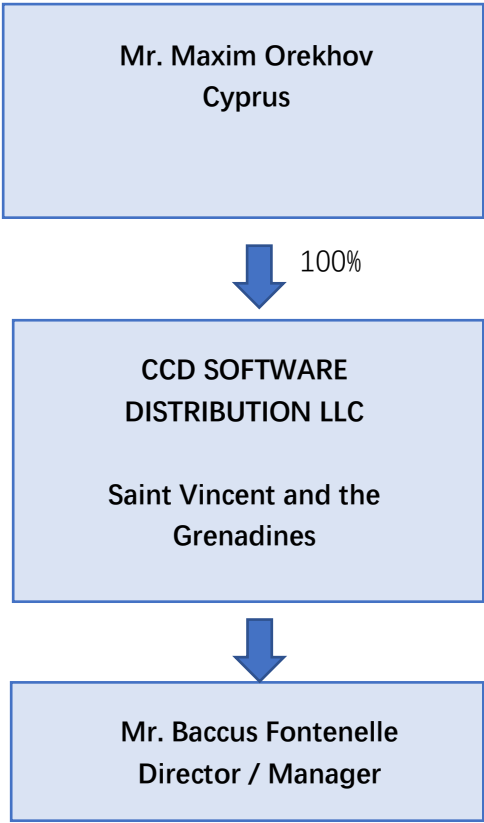 Mr. Maxim Orekhov
Cyprus
100%
CCD SOFTWARE
DISTRIBUTION LLC
Saint Vincent and the
Grenadines
Mr. Baccus Fontenelle
Director / Manager